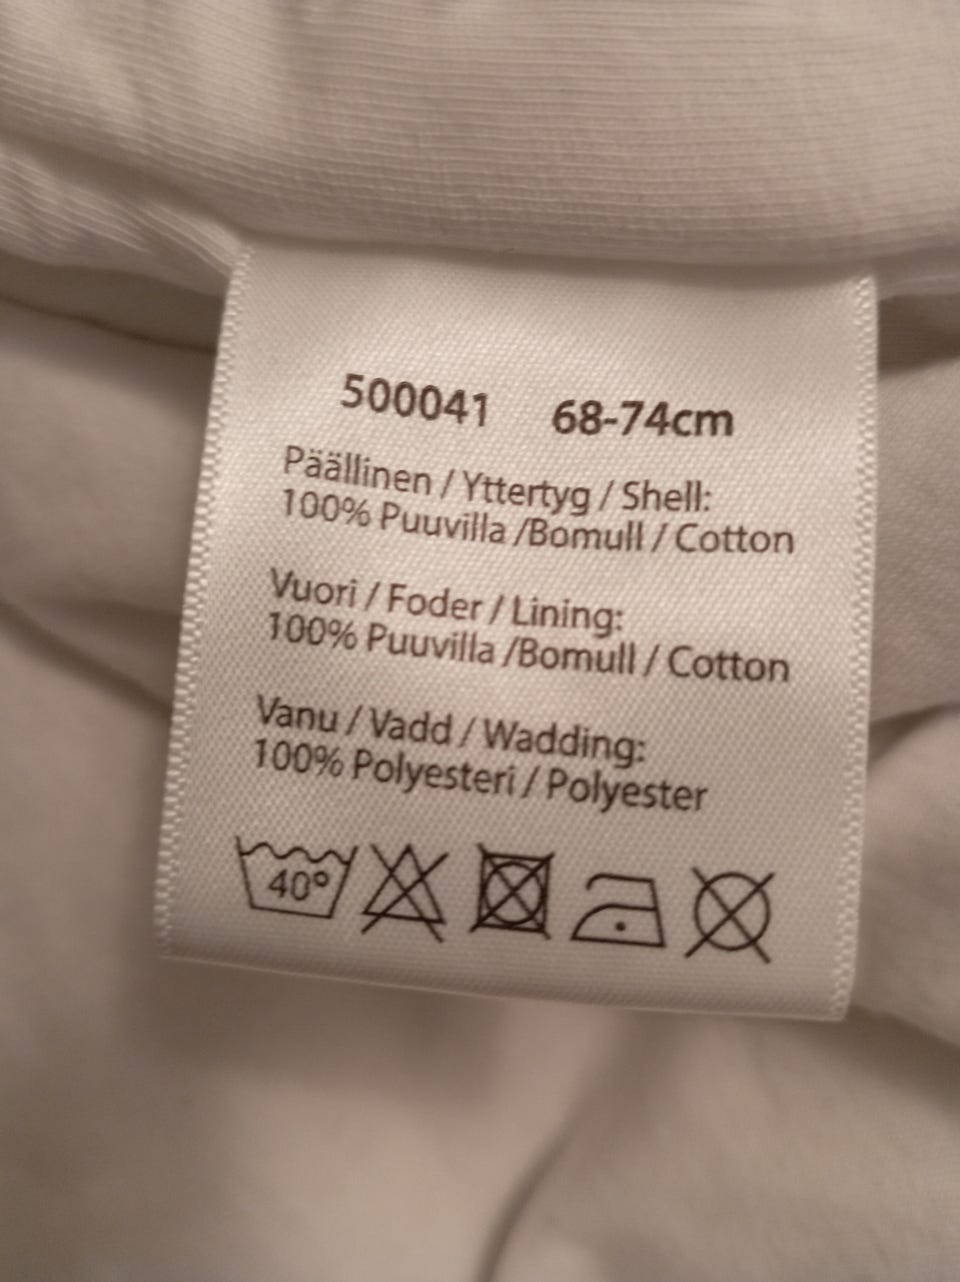 500041 68-74cm
Päällinen / Yttertyg / Shell:
100% Puuvilla /Bomull / Cotton
Vuori / Foder / Lining:
100% Puuvilla /Bomull / Cotton
Vanu / Vadd / Wadding:
100% Polyesteri / Polyester
40°